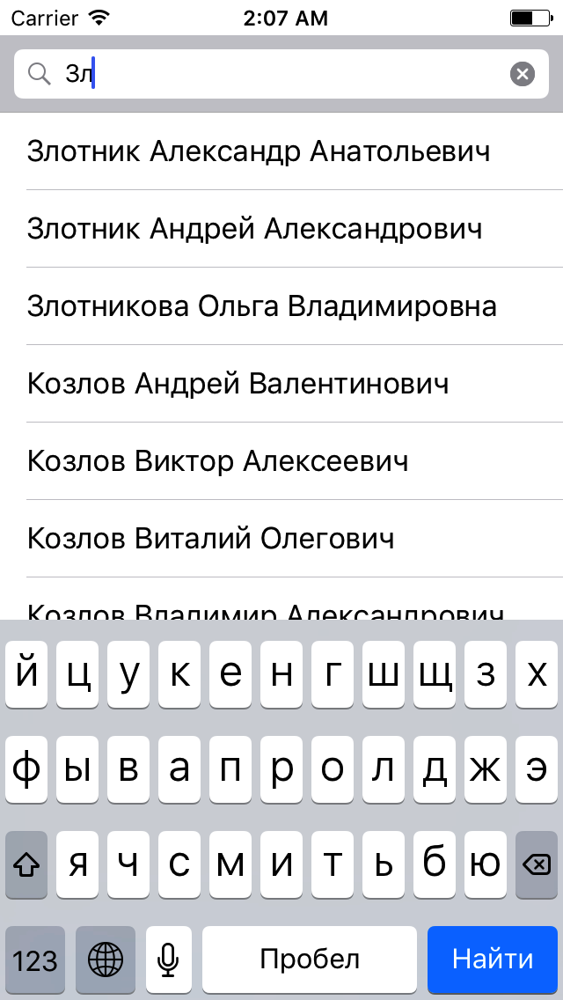 Carrier 2:07 AM
Зл
Злотник Александр Анатольевич
Злотник Андрей Александрович
Злотникова Ольга Владимировна
Козлов Андрей Валентинович
Козлов Виктор Алексеевич
Козлов Виталий Олегович
Козлов Владимир Александрович
й ц у к е н г ш щ з х
ф ы в а п р о л д ж э
я ч с м и т ь б ю
123 Пробел Найти